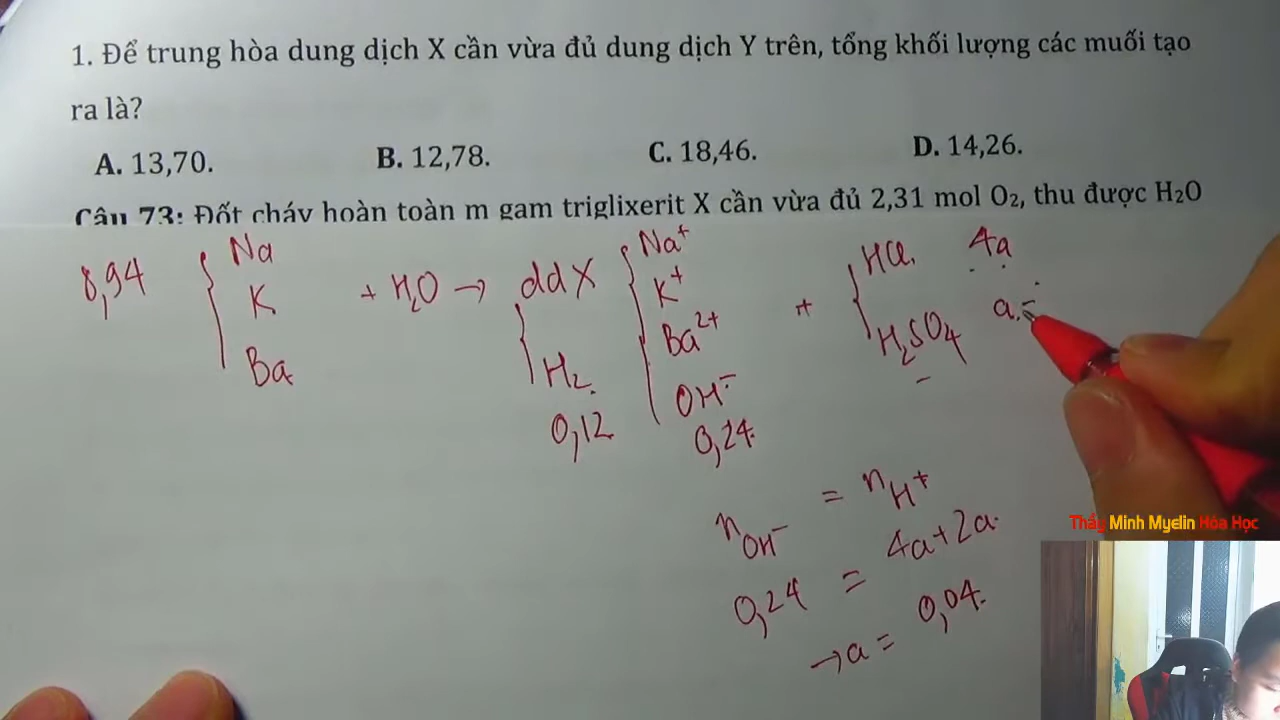 1. Để trung hòa dung dịch X cần vừa đủ dung dịch Y trên, tổng khối lượng các muối tạo
ra là?
A. 13,70. B. 12,78. C. 18,46. D. 14,26.
Câu 73: Đốt cháy hoàn toàn m gam triglixerit X cần vừa đủ 2,31 mol O₂, thu được H₂O
8,94 { Na K Ba + H₂O → ddX { H₂ 0,12
{ Na⁺ K⁺ Ba²⁺ OH⁻ 0,24.
+ { HCl. 4a
H₂SO₄ a.
n OH⁻ = n H⁺
0,24 = 4a+2a.
→ a = 0,04.
Thầy Minh Myelin Hóa Học